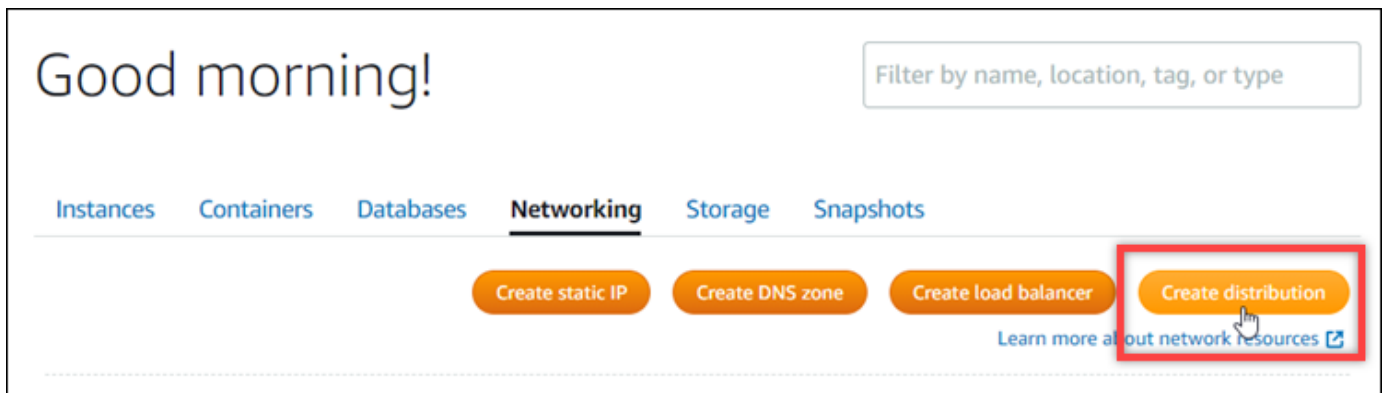 Good morning!
Filter by name, location, tag, or type
Instances Containers Databases Networking Storage Snapshots
Create static IP Create DNS zone Create load balancer Create distribution
Learn more about network resources